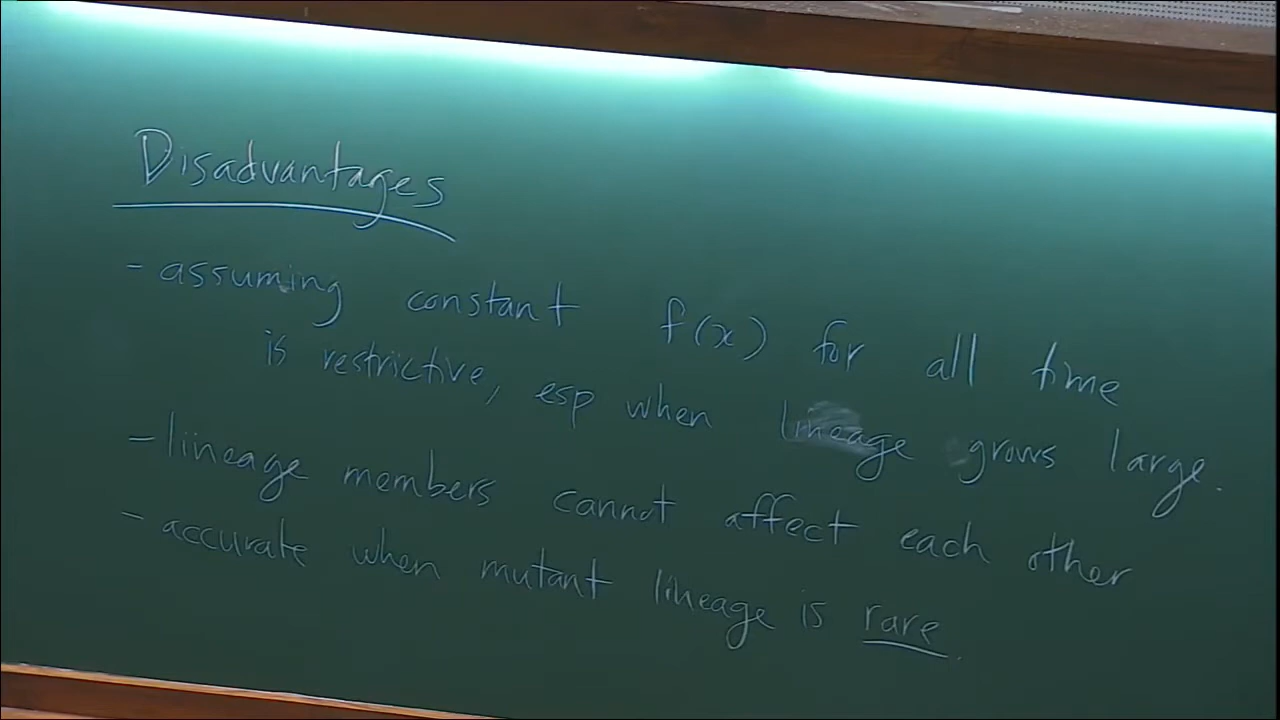 Disadvantages
- assuming constant f(x) for all time
is restrictive, esp when lineage grows large.
- lineage members cannot affect each other
- accurate when mutant lineage is rare.